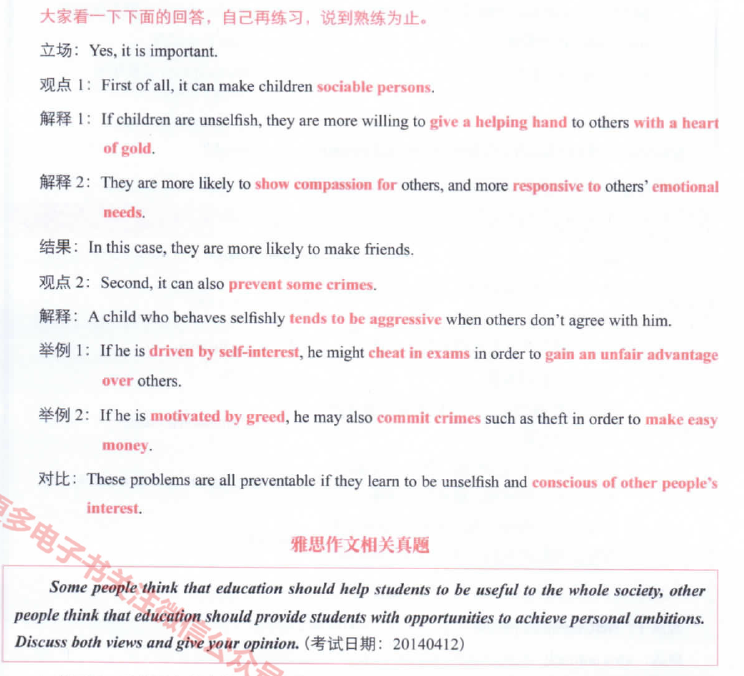 大家看一下下面的回答，自己再练习，说到熟练为止。
立场：Yes, it is important.
观点 1：First of all, it can make children sociable persons.
解释 1：If children are unselfish, they are more willing to give a helping hand to others with a heart
of gold.
解释 2：They are more likely to show compassion for others, and more responsive to others' emotional
needs.
结果：In this case, they are more likely to make friends.
观点 2：Second, it can also prevent some crimes.
解释：A child who behaves selfishly tends to be aggressive when others don't agree with him.
举例 1：If he is driven by self-interest, he might cheat in exams in order to gain an unfair advantage
over others.
举例 2：If he is motivated by greed, he may also commit crimes such as theft in order to make easy
money.
对比：These problems are all preventable if they learn to be unselfish and conscious of other people's
interest.
雅思作文相关真题
Some people think that education should help students to be useful to the whole society, other
people think that education should provide students with opportunities to achieve personal ambitions.
Discuss both views and give your opinion. (考试日期：20140412)
更多电子书关注微信公众号